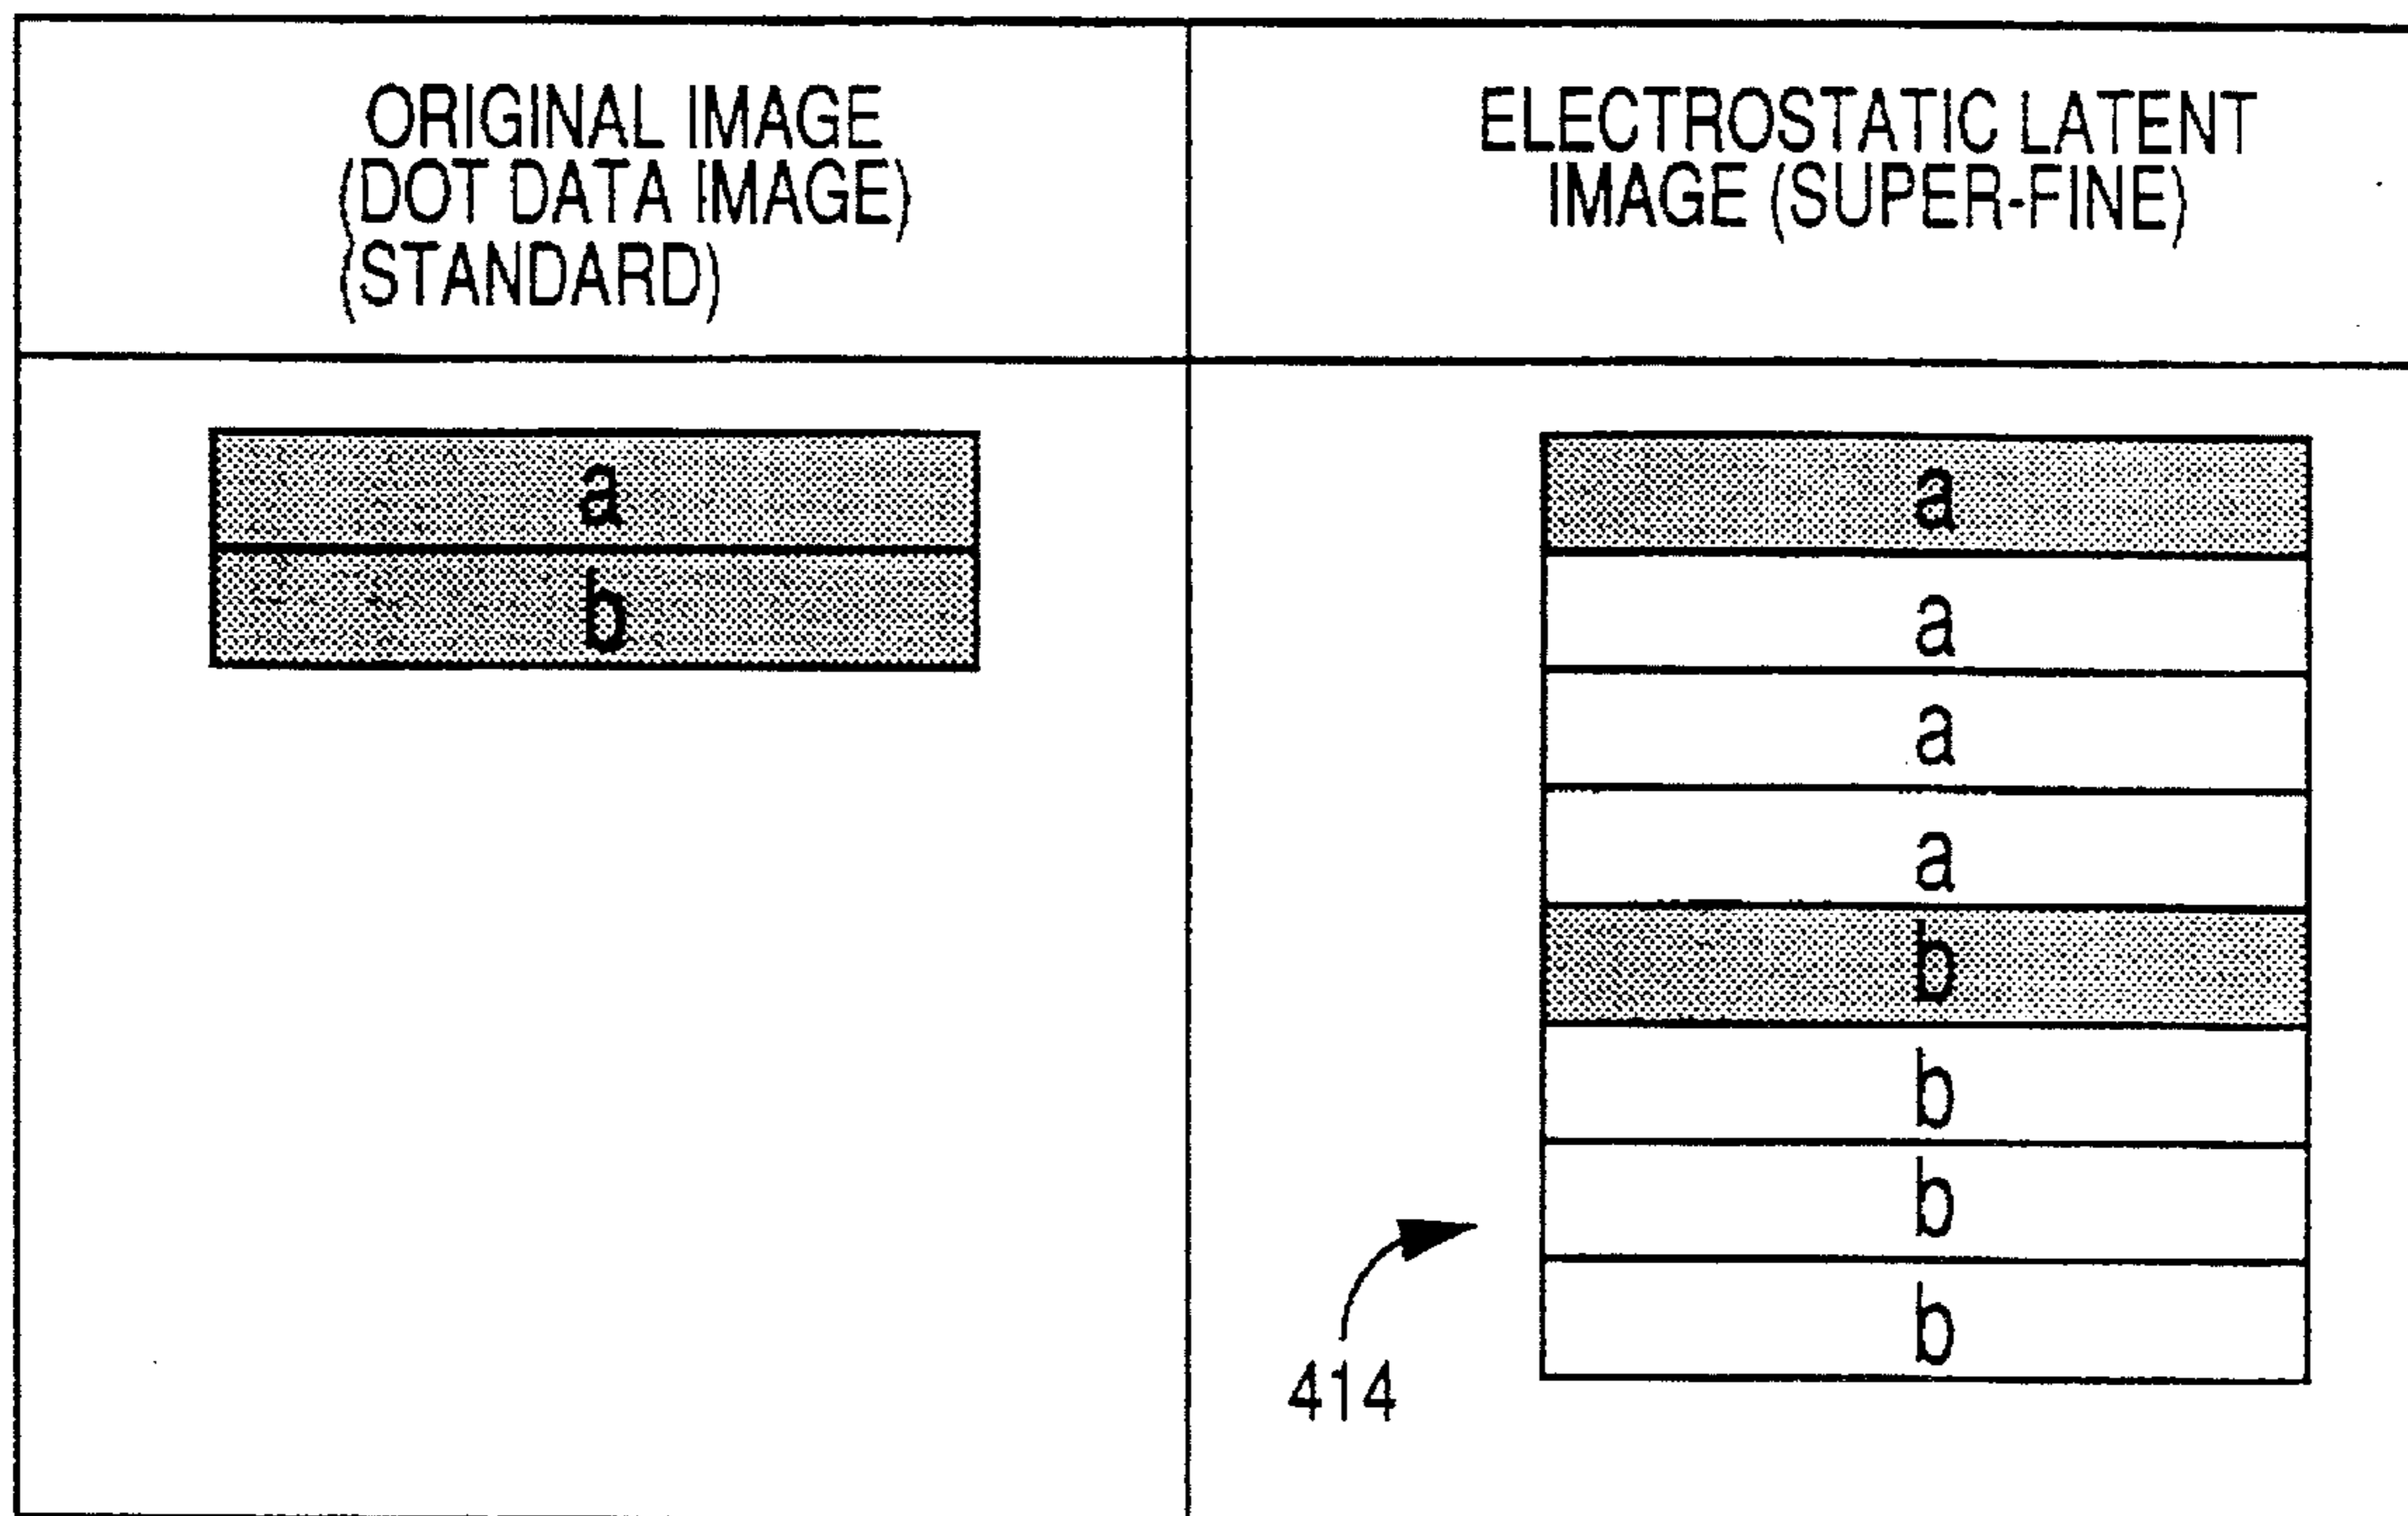 ORIGINAL IMAGE
(DOT DATA IMAGE)
(STANDARD)
ELECTROSTATIC LATENT
IMAGE (SUPER-FINE)
a
b
a
a
a
a
b
b
b
b
414